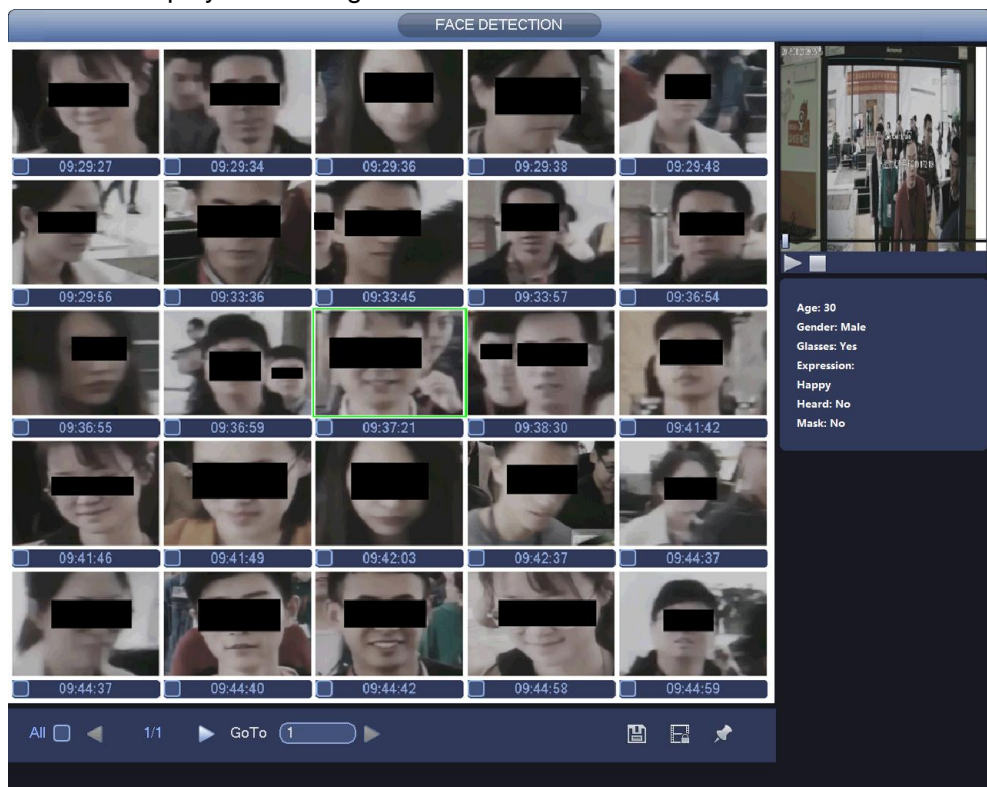 FACE DETECTION
09:29:27 09:29:34 09:29:36 09:29:38 09:29:48
09:29:56 09:33:36 09:33:45 09:33:57 09:36:54
09:36:55 09:36:59 09:37:21 09:38:30 09:41:42
09:41:46 09:41:49 09:42:03 09:42:37 09:44:37
09:44:37 09:44:40 09:44:42 09:44:58 09:44:59
All 1/1 GoTo 1
Age: 30
Gender: Male
Glasses: Yes
Expression:
Happy
Heard: No
Mask: No